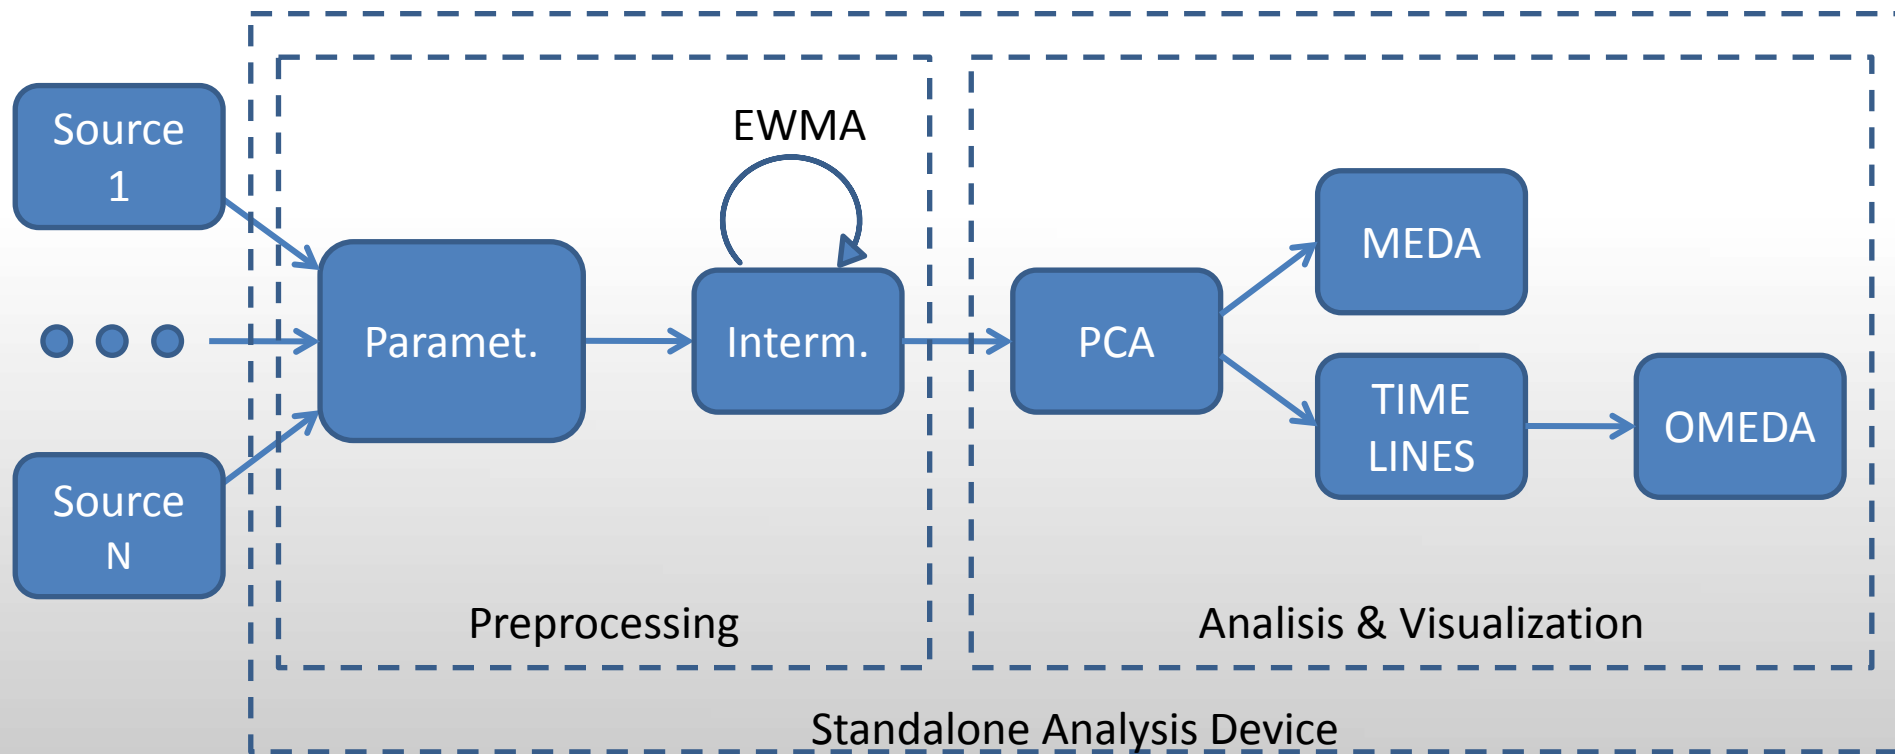 Source
1
EWMA
MEDA
Paramet.
Interm.
PCA
TIME
LINES
OMEDA
Source
N
Preprocessing
Analisis & Visualization
Standalone Analysis Device